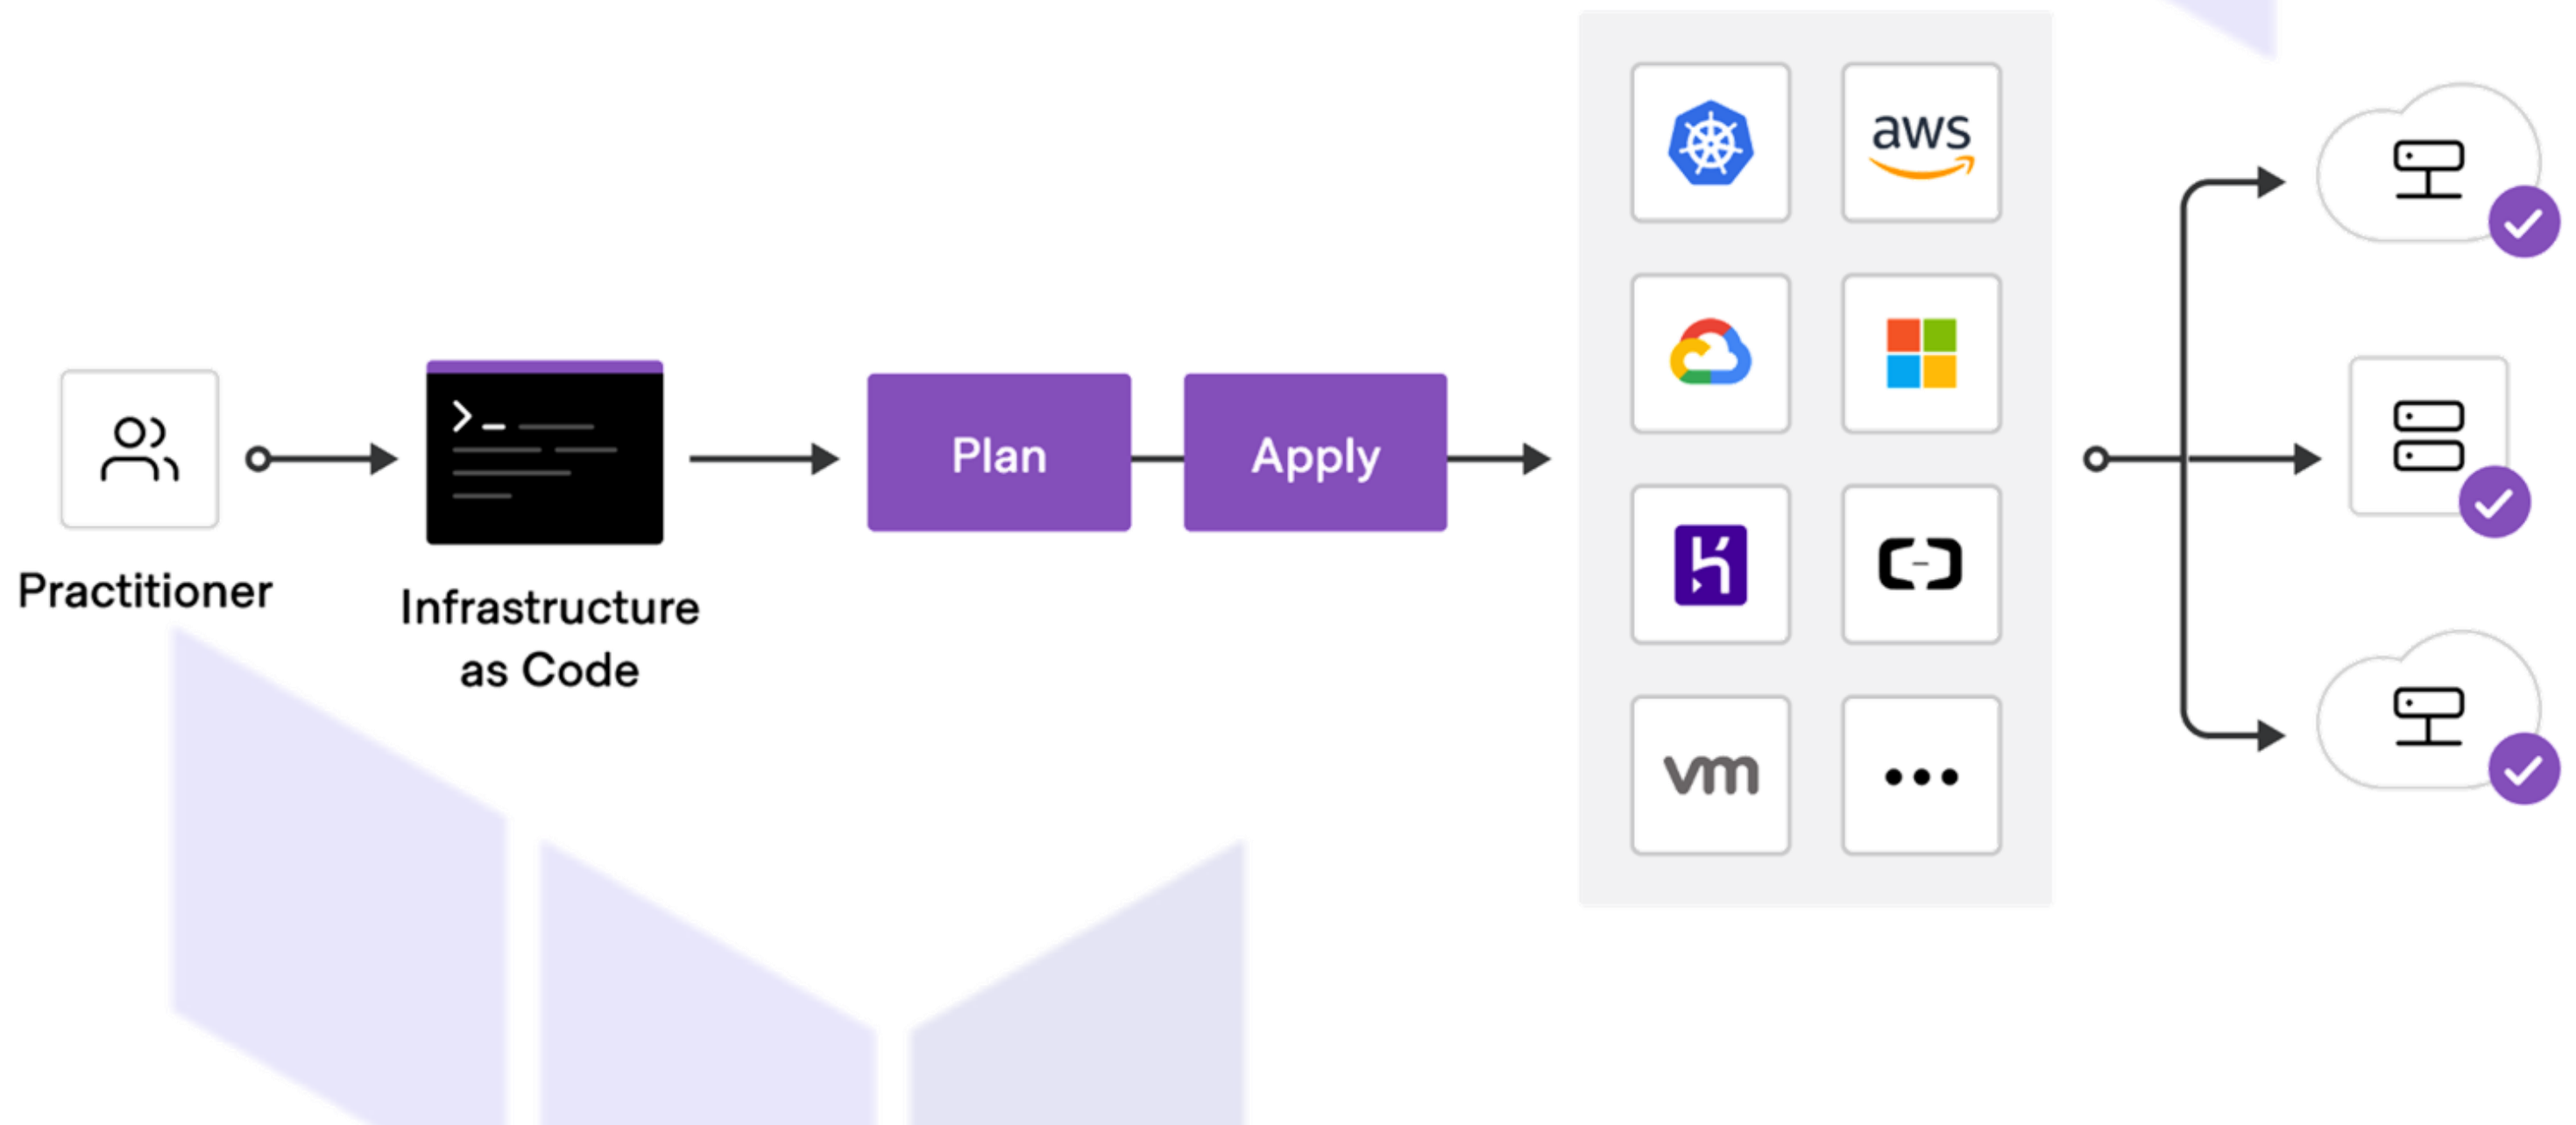 Practitioner
Infrastructure
as Code
Plan
Apply
aws
vm